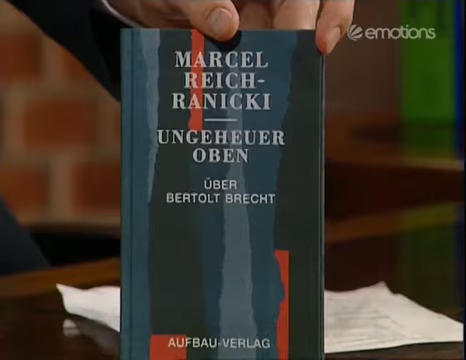 emotions
MARCEL
REICH-
RANICKI
UNGEHEUER
OBEN
ÜBER
BERTOLT BRECHT
AUFBAU-VERLAG